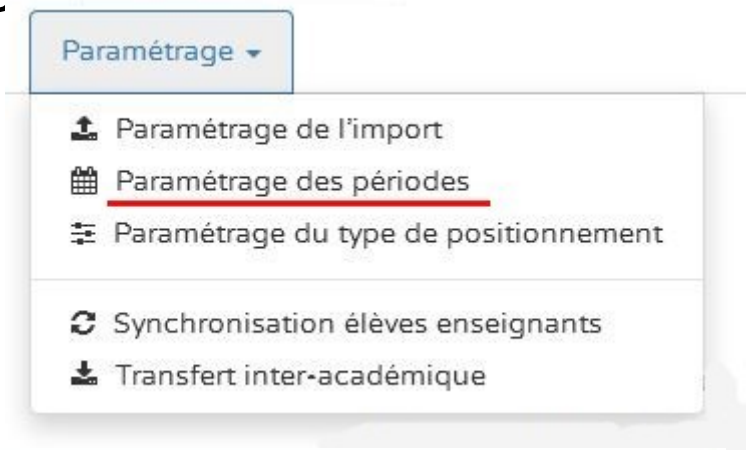 Paramétrage
Paramétrage de l'import
Paramétrage des périodes
Paramétrage du type de positionnement
Synchronisation élèves enseignants
Transfert inter-académique